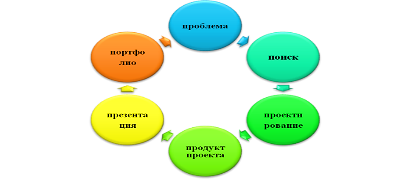 проблема
поиск
проекти
рование
продукт
проекта
презента
ция
портфо
лио